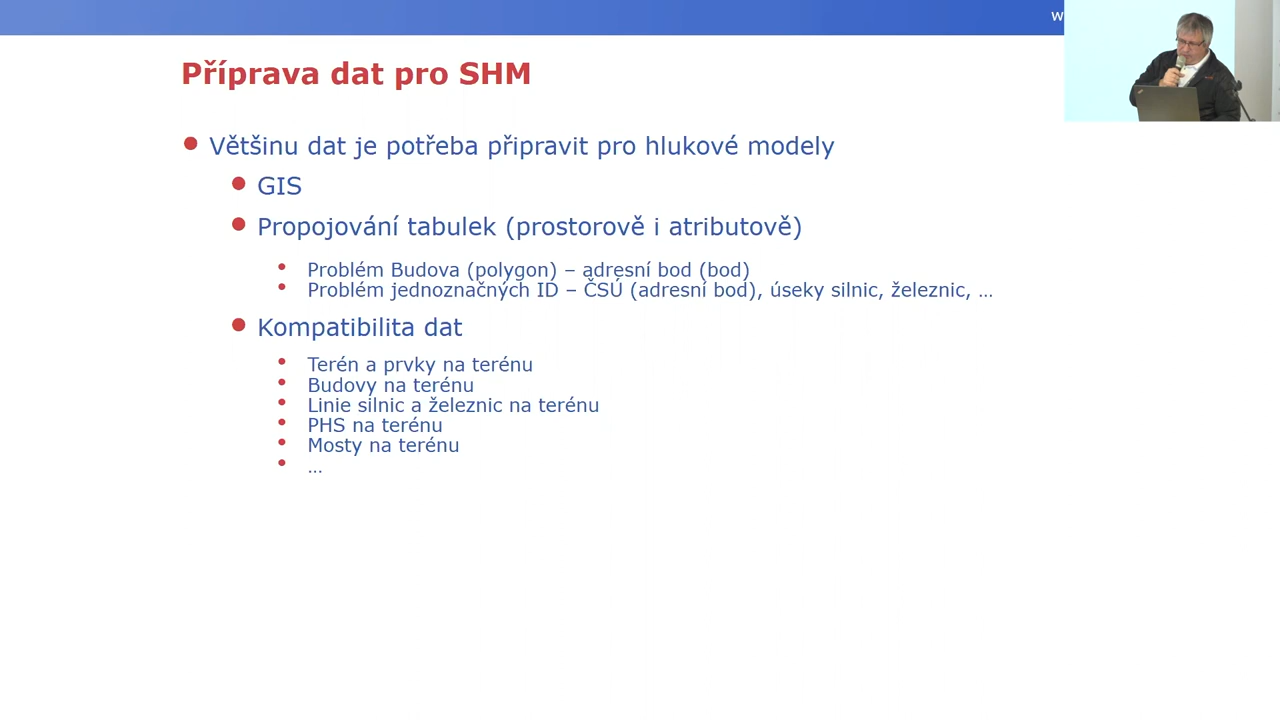 w
Příprava dat pro SHM
Většinu dat je potřeba připravit pro hlukové modely
GIS
Propojování tabulek (prostorově i atributově)
Problém Budova (polygon) – adresní bod (bod)
Problém jednoznačných ID – ČSÚ (adresní bod), úseky silnic, železnic, …
Kompatibilita dat
Terén a prvky na terénu
Budovy na terénu
Linie silnic a železnic na terénu
PHS na terénu
Mosty na terénu
…